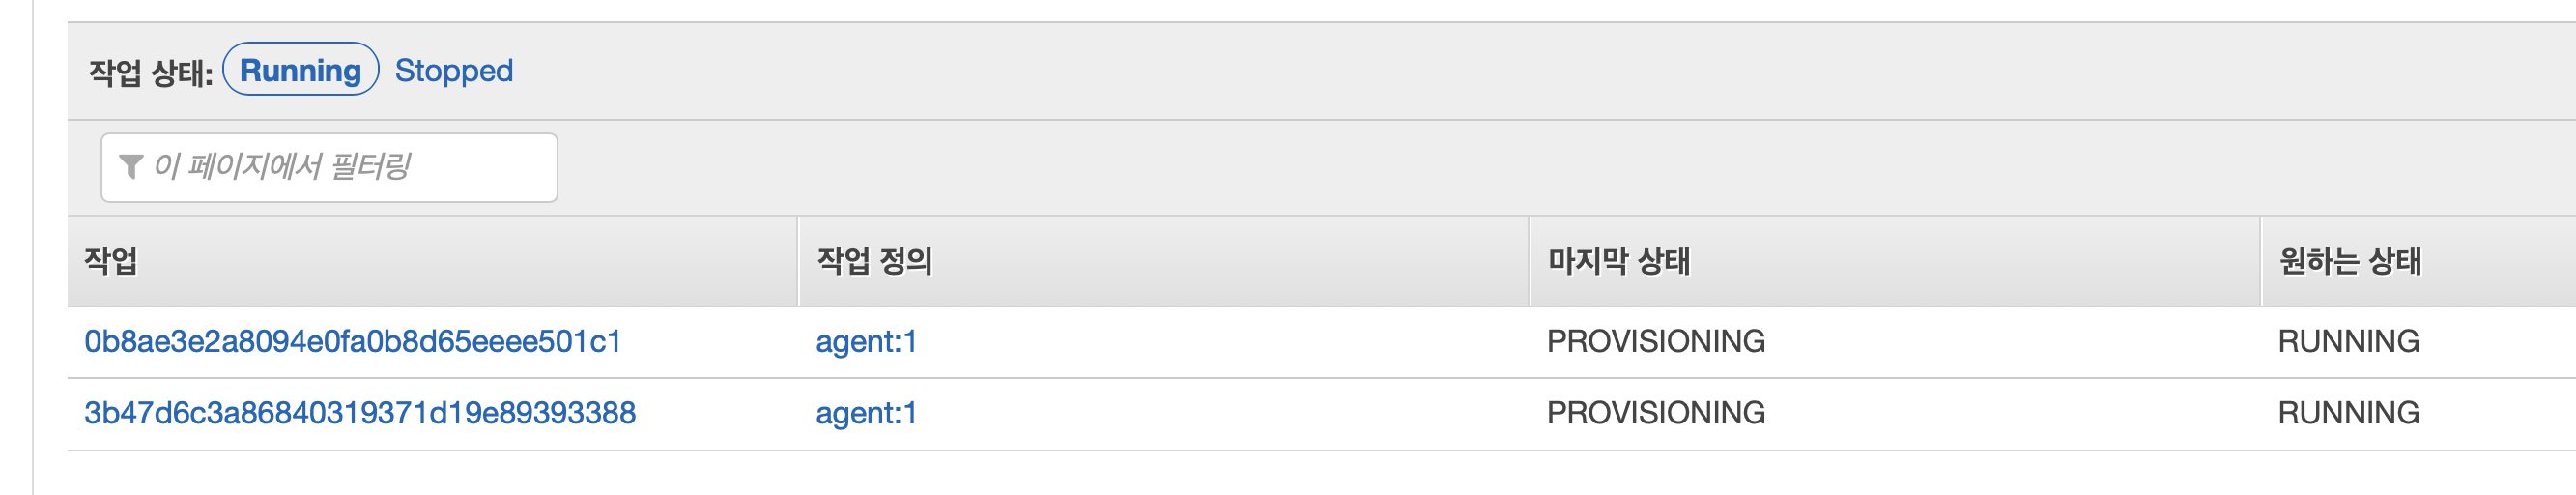 작업 상태: Running Stopped
이 페이지에서 필터링
작업 작업 정의 마지막 상태 원하는 상태
0b8ae3e2a8094e0fa0b8d65eeee501c1 agent:1 PROVISIONING RUNNING
3b47d6c3a86840319371d19e89393388 agent:1 PROVISIONING RUNNING